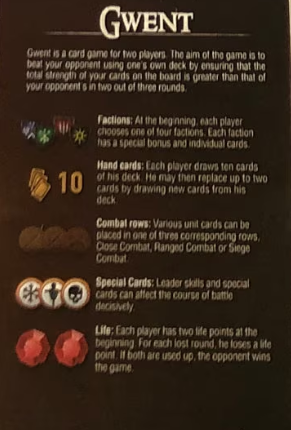 GWENT
Gwent is a card game for two players. The aim of the game is to
beat your opponent using one's own deck by ensuring that the
total strength of your cards on the board is greater than that of
your opponent's in two out of three rounds.
Factions: At the beginning, each player
chooses one of four factions. Each faction
has a special bonus and individual cards.
10
Hand cards: Each player draws ten cards
of his deck. He may then replace up to two
cards by drawing new cards from his
deck.
Combat rows: Various unit cards can be
placed in one of three corresponding rows,
Close Combat, Ranged Combat or Siege
Combat.
Special Cards: Leader skills and special
cards can affect the course of battle
decisively.
Life: Each player has two life points at the
beginning. For each lost round, he loses a life
point. If both are used up, the opponent wins
the game.